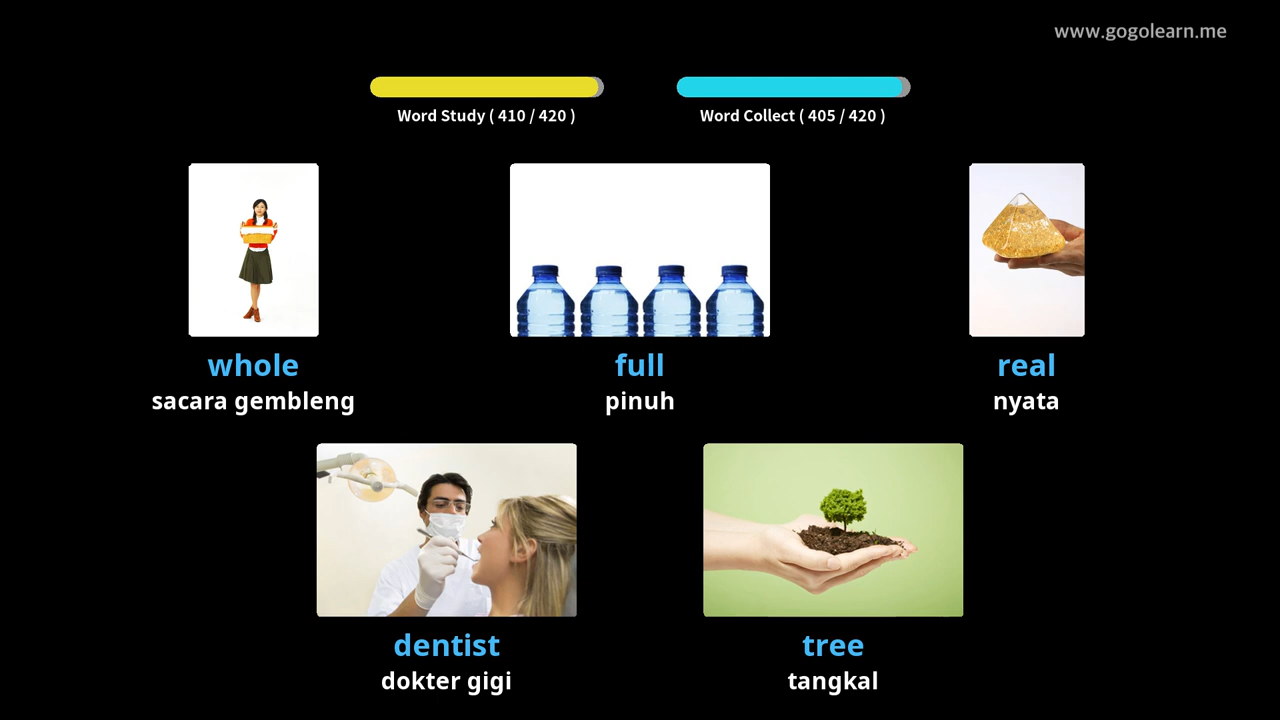 www.gogolearn.me
Word Study ( 410 / 420 )
Word Collect ( 405 / 420 )
whole
sacara gembleng
full
pinuh
real
nyata
dentist
dokter gigi
tree
tangkal